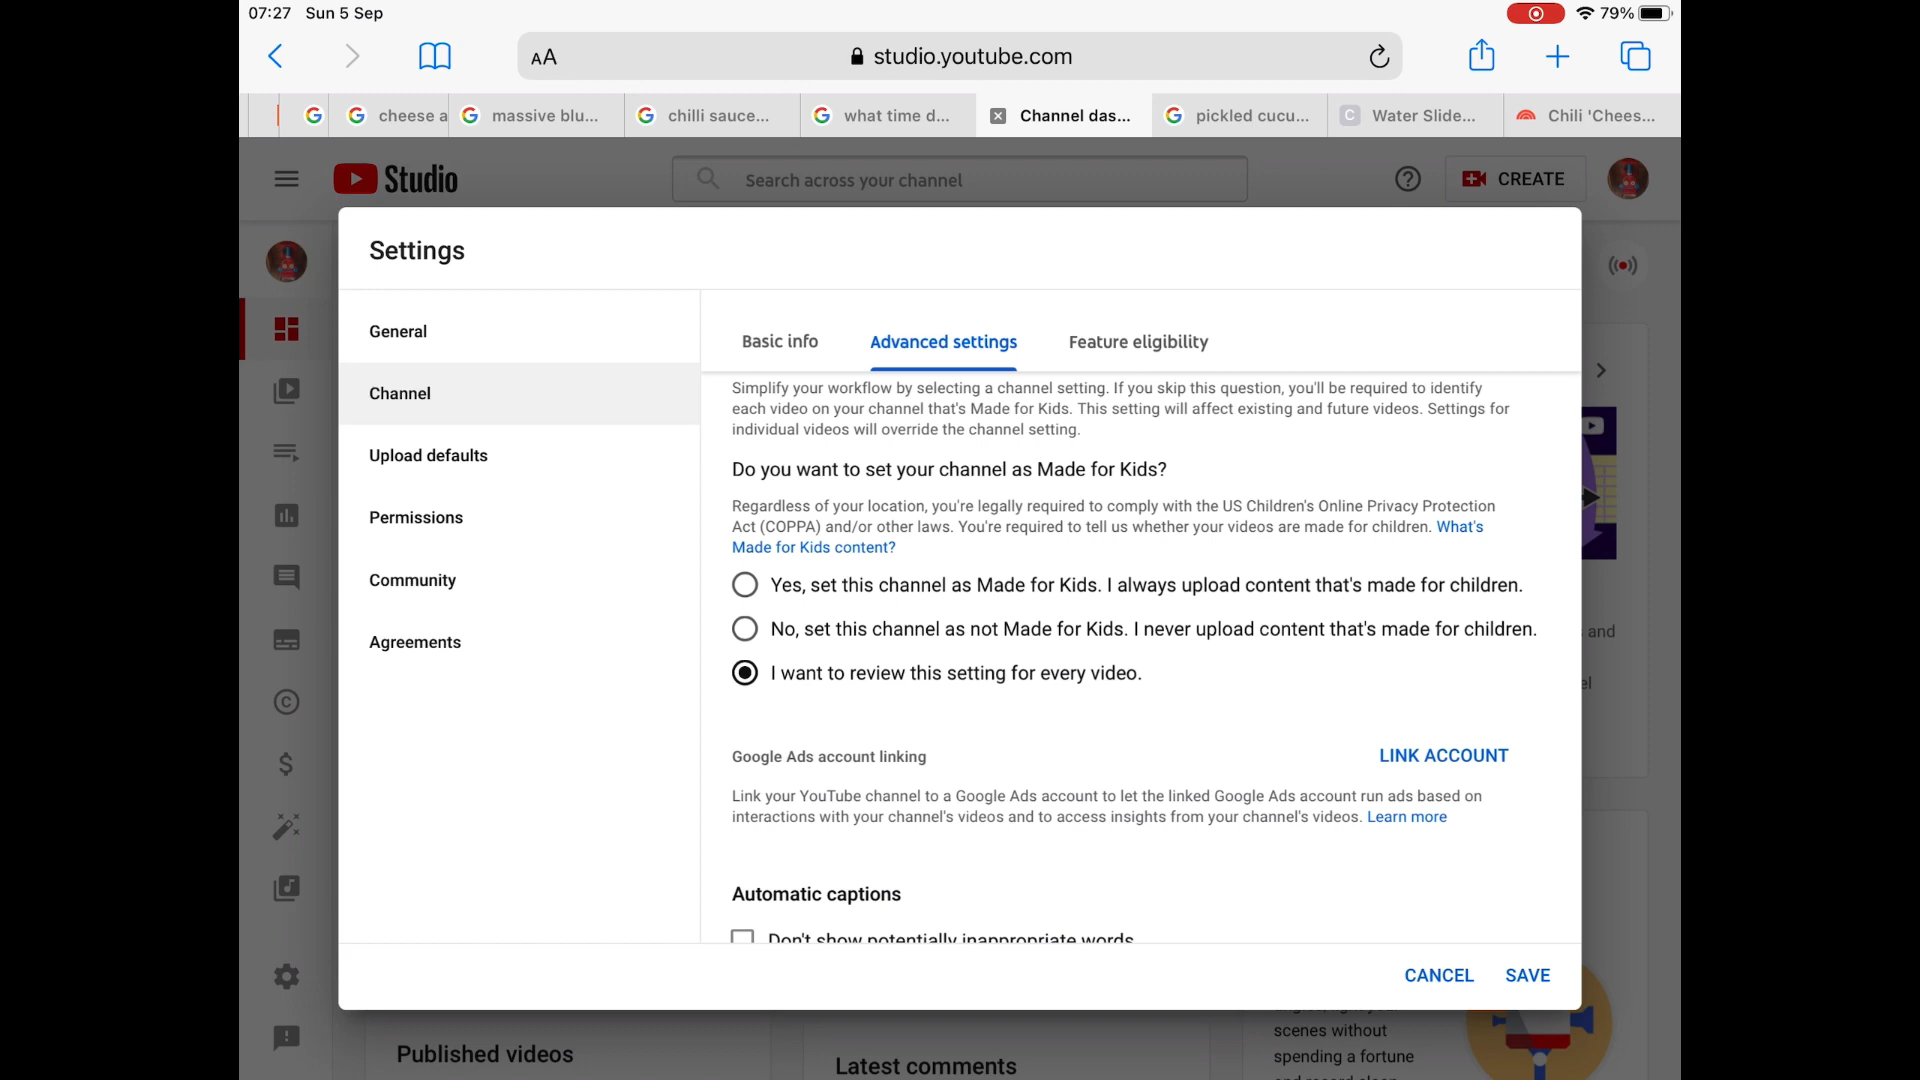 07:27 Sun 5 Sep
79%
AA
studio.youtube.com
cheese a
massive blu...
chilli sauce...
what time d...
Channel das...
pickled cucu...
Water Slide...
Chili 'Chees...
Studio
Search across your channel
CREATE
Settings
General
Channel
Upload defaults
Permissions
Community
Agreements
Basic info
Advanced settings
Feature eligibility
Simplify your workflow by selecting a channel setting. If you skip this question, you'll be required to identify
each video on your channel that's Made for Kids. This setting will affect existing and future videos. Settings for
individual videos will override the channel setting.
Do you want to set your channel as Made for Kids?
Regardless of your location, you're legally required to comply with the US Children's Online Privacy Protection
Act (COPPA) and/or other laws. You're required to tell us whether your videos are made for children. What's
Made for Kids content?
Yes, set this channel as Made for Kids. I always upload content that's made for children.
No, set this channel as not Made for Kids. I never upload content that's made for children.
I want to review this setting for every video.
Google Ads account linking
LINK ACCOUNT
Link your YouTube channel to a Google Ads account to let the linked Google Ads account run ads based on
interactions with your channel's videos and to access insights from your channel's videos. Learn more
Automatic captions
Don't show potentially inappropriate words
CANCEL
SAVE
and
el
Published videos
Latest comments
scenes without
spending a fortune